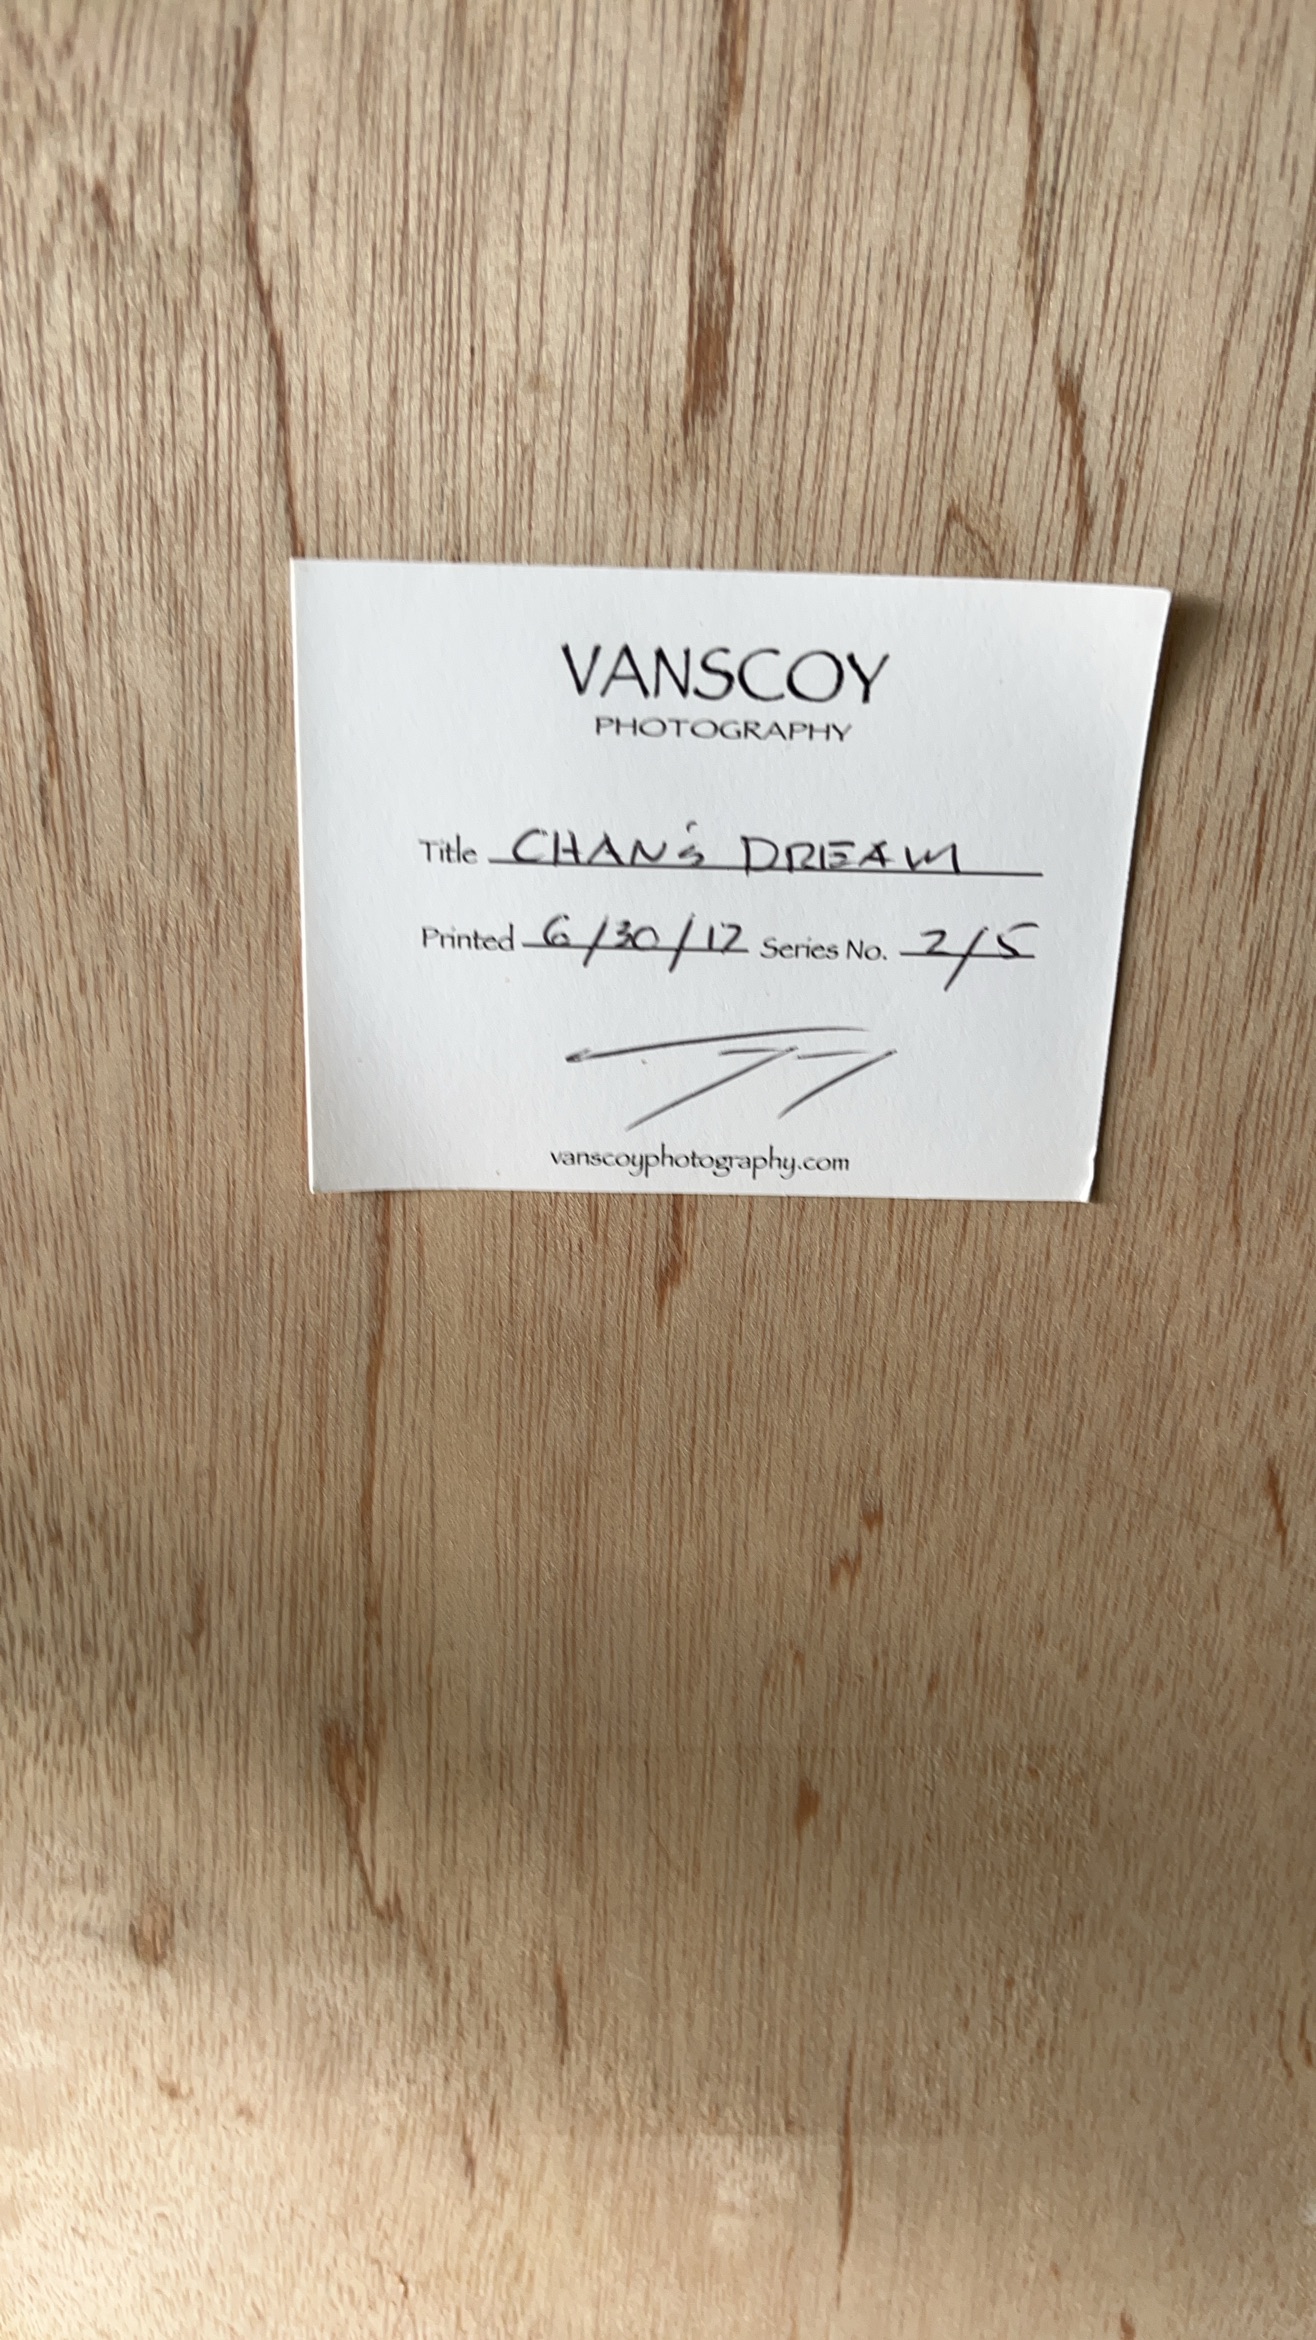 VANSCOY
PHOTOGRAPHY
Title CHAN'S DREAM
Printed 6/30/12 Series No. 2/5
vanscoyphotography.com